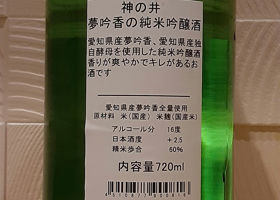 神の井
夢吟香の純米吟醸酒
愛知県産夢吟香、愛知県産独
自酵母を使用した純米吟醸酒
香りが爽やかでキレがあるお
酒です
愛知県産夢吟香全量使用
原材料 米(国産) 米麹(国産米)
アルコール分 16度
日本酒度 +2.5
精米歩合 50%
内容量720ml
4510677600816